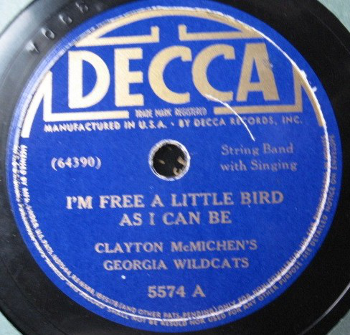 DECCA
TRADE MARK REGISTERED
MANUFACTURED IN U.S.A. · BY DECCA RECORDS, INC.
(64390)
String Band
with Singing
I'M FREE A LITTLE BIRD
AS I CAN BE
CLAYTON McMICHEN'S
GEORGIA WILDCATS
5574 A